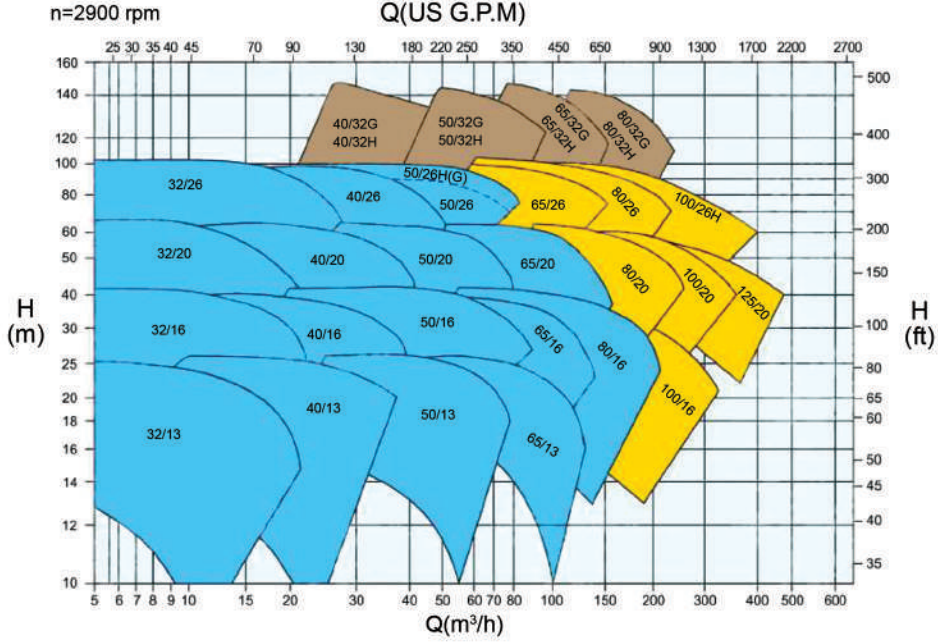 n=2900 rpm
Q(US G.P.M)
25 30 35 40 45 70 90 130 180 220 250 350 450 650 900 1300 1700 2200 2700
160
140
120
100
80
70
60
50
40
30
25
20
18
16
14
12
10
500
400
300
200
150
100
80
65
60
50
45
40
35
H
(m)
H
(ft)
40/32G
40/32H
50/32G
50/32H
65/32G
65/32H
80/32G
80/32H
32/26
40/26
50/26H(G)
50/26
65/26
80/26
100/26H
32/20
40/20
50/20
65/20
80/20
100/20
125/20
32/16
40/16
50/16
65/16
80/16
100/16
32/13
40/13
50/13
65/13
5 6 7 8 9 10 15 20 30 40 50 60 70 80 100 150 200 300 400 500 600
Q(m³/h)